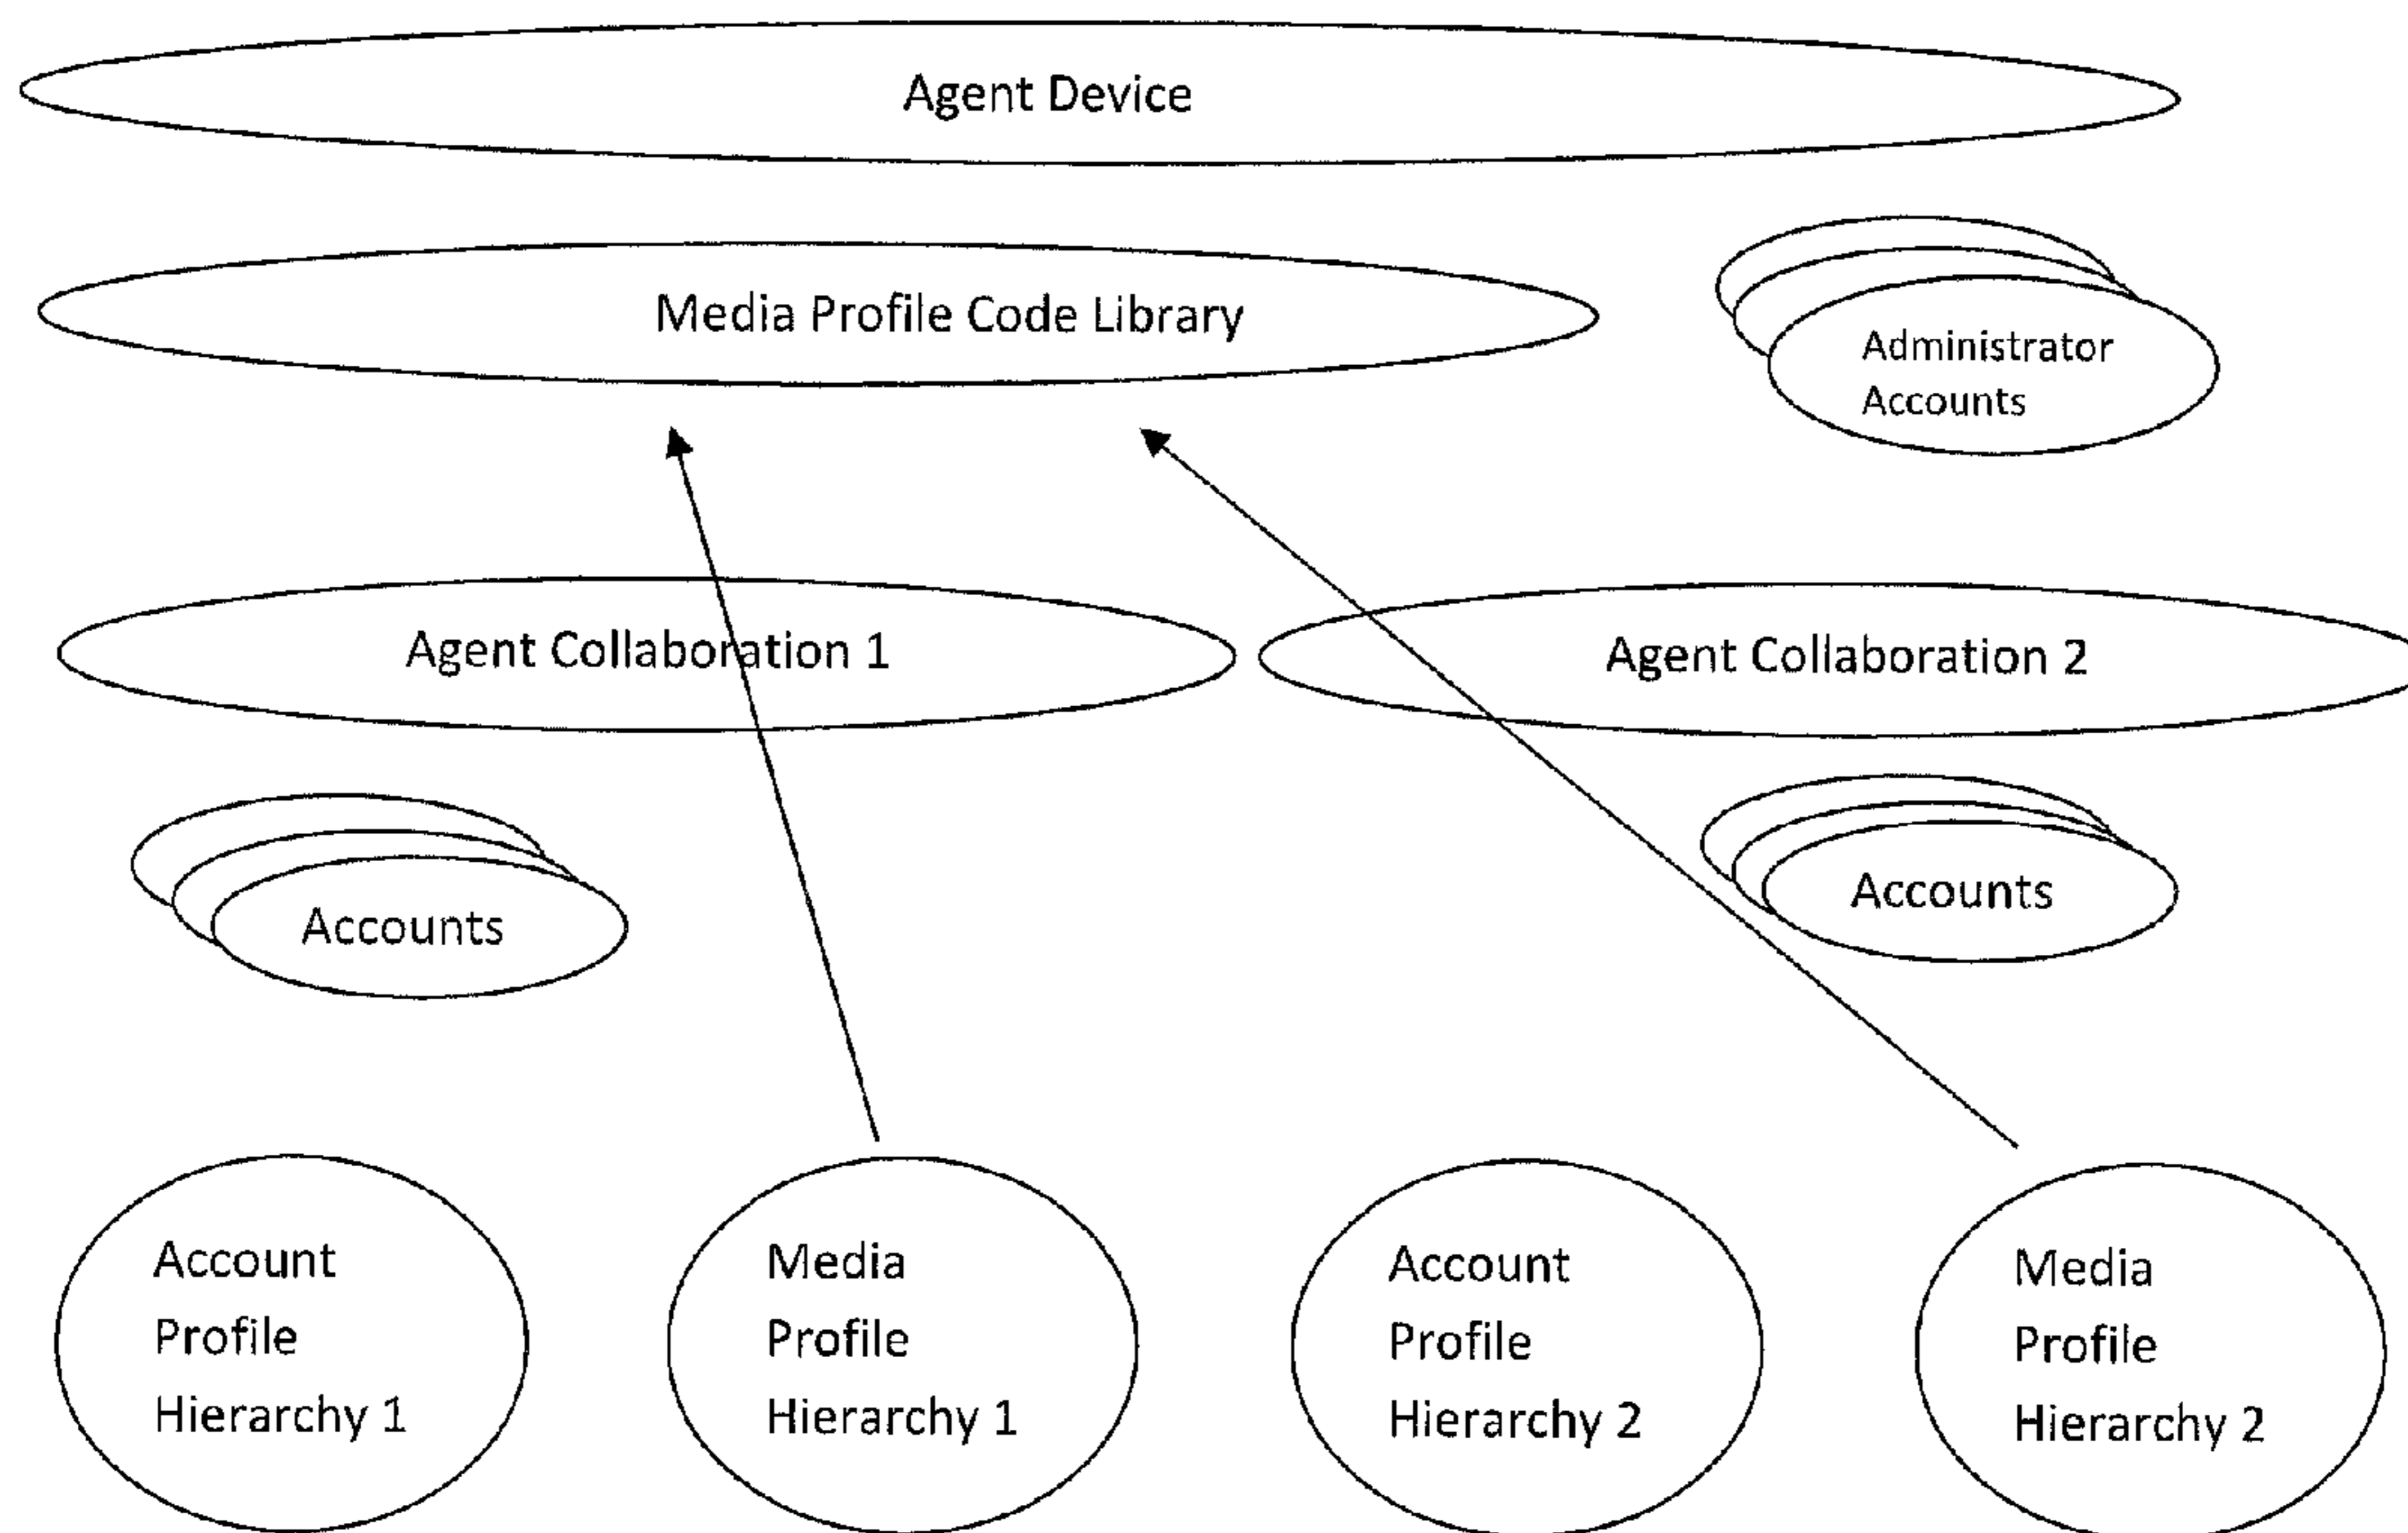 Agent Device
Media Profile Code Library
Administrator
Accounts
Agent Collaboration 1
Agent Collaboration 2
Accounts
Accounts
Account
Profile
Hierarchy 1
Media
Profile
Hierarchy 1
Account
Profile
Hierarchy 2
Media
Profile
Hierarchy 2